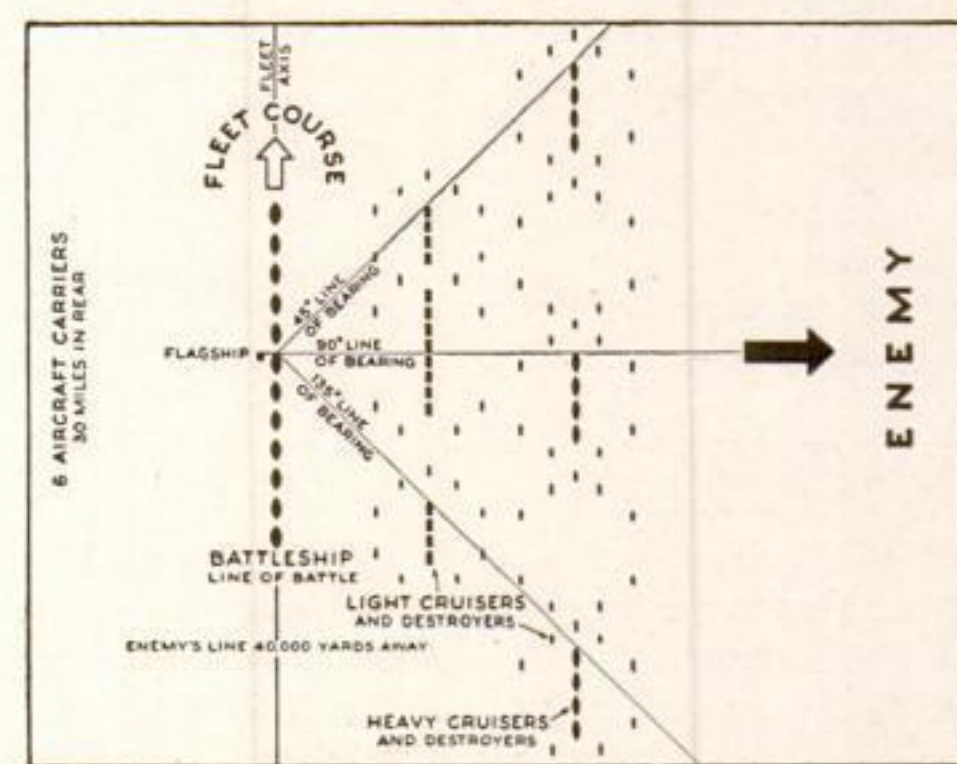 FLEET
AXIS
FLEET COURSE
6 AIRCRAFT CARRIERS
30 MILES IN REAR
45° LINE
OF BEARING
FLAGSHIP
90° LINE
OF BEARING
135° LINE
OF BEARING
ENEMY
BATTLESHIP
LINE OF BATTLE
LIGHT CRUISERS
AND DESTROYERS
ENEMY'S LINE 40,000 YARDS AWAY
HEAVY CRUISERS
AND DESTROYERS